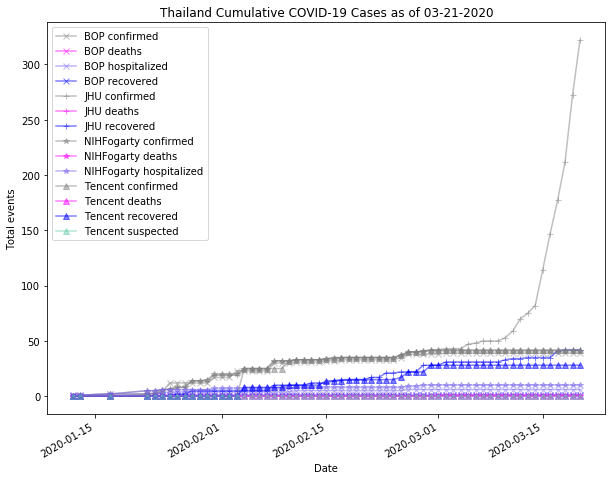 Thailand Cumulative COVID-19 Cases as of 03-21-2020
BOP confirmed
BOP deaths
BOP hospitalized
BOP recovered
JHU confirmed
JHU deaths
JHU recovered
NIHFogarty confirmed
NIHFogarty deaths
NIHFogarty hospitalized
Tencent confirmed
Tencent deaths
Tencent recovered
Tencent suspected
Total events
300
250
200
150
100
50
0
2020-01-15
2020-02-01
2020-02-15
2020-03-01
2020-03-15
Date